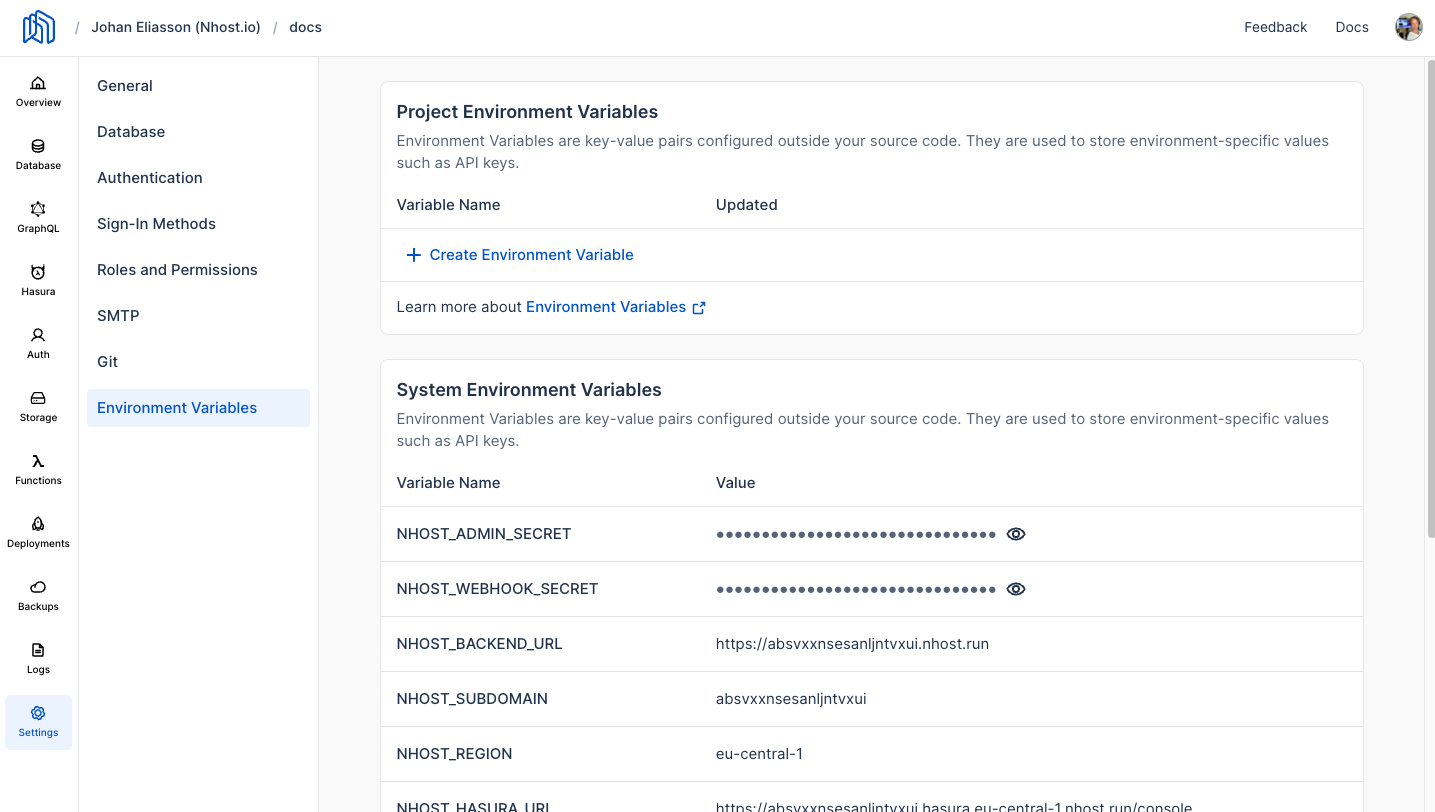 / Johan Eliasson (Nhost.io) / docs
Feedback
Docs
Overview
Database
GraphQL
Hasura
Auth
Storage
Functions
Deployments
Backups
Logs
Settings
General
Database
Authentication
Sign-In Methods
Roles and Permissions
SMTP
Git
Environment Variables
Project Environment Variables
Environment Variables are key-value pairs configured outside your source code. They are used to store environment-specific values
such as API keys.
Variable Name Updated
Create Environment Variable
Learn more about Environment Variables
System Environment Variables
Environment Variables are key-value pairs configured outside your source code. They are used to store environment-specific values
such as API keys.
Variable Name Value
NHOST_ADMIN_SECRET •••••••••••••••••••••••••••••••
NHOST_WEBHOOK_SECRET •••••••••••••••••••••••••••••••
NHOST_BACKEND_URL https://absvxxnsesanljntvxui.nhost.run
NHOST_SUBDOMAIN absvxxnsesanljntvxui
NHOST_REGION eu-central-1
NHOST_HASURA_URL https://absvxxnsesanljntvxui.hasura.eu-central-1.nhost.run/console